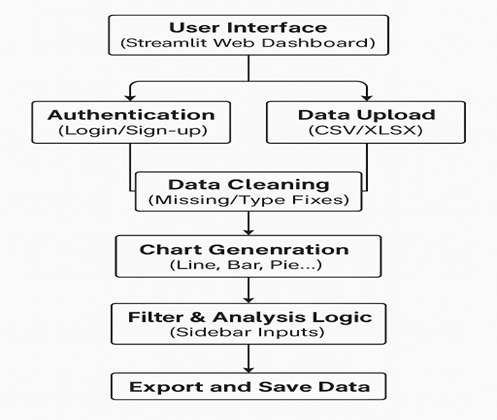 User Interface
(Streamlit Web Dashboard)
Authentication
(Login/Sign-up)
Data Upload
(CSV/XLSX)
Data Cleaning
(Missing/Type Fixes)
Chart Genenration
(Line, Bar, Pie...)
Filter & Analysis Logic
(Sidebar Inputs)
Export and Save Data